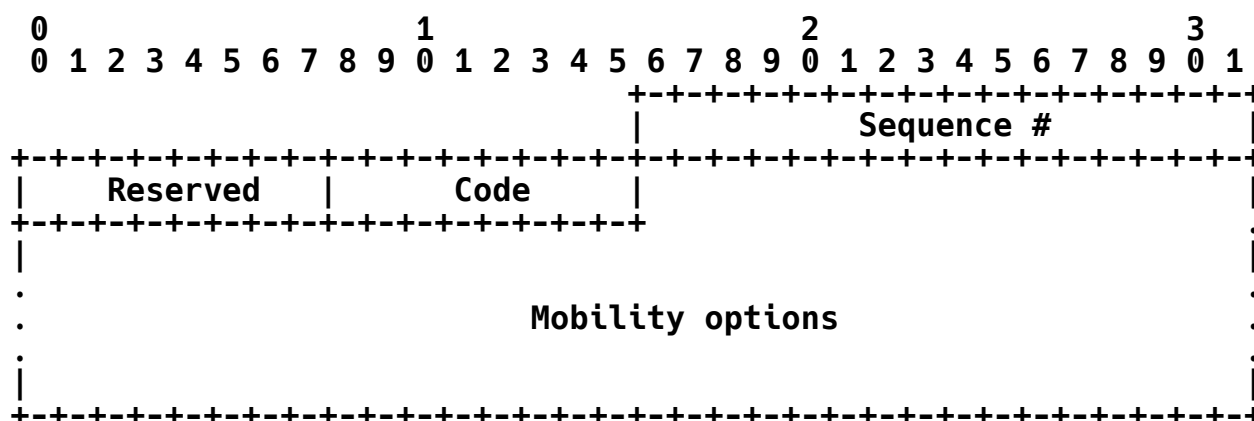 0                   1                   2                   3
 0 1 2 3 4 5 6 7 8 9 0 1 2 3 4 5 6 7 8 9 0 1 2 3 4 5 6 7 8 9 0 1
                                +-+-+-+-+-+-+-+-+-+-+-+-+-+-+-+-+
                                |           Sequence #          |
+-+-+-+-+-+-+-+-+-+-+-+-+-+-+-+-+-+-+-+-+-+-+-+-+-+-+-+-+-+-+-+-+
|    Reserved   |      Code     |                               |
+-+-+-+-+-+-+-+-+-+-+-+-+-+-+-+-+                               .
|                                                               |
.                                                               .
.                          Mobility options                     .
.                                                               .
|                                                               |
+-+-+-+-+-+-+-+-+-+-+-+-+-+-+-+-+-+-+-+-+-+-+-+-+-+-+-+-+-+-+-+-+